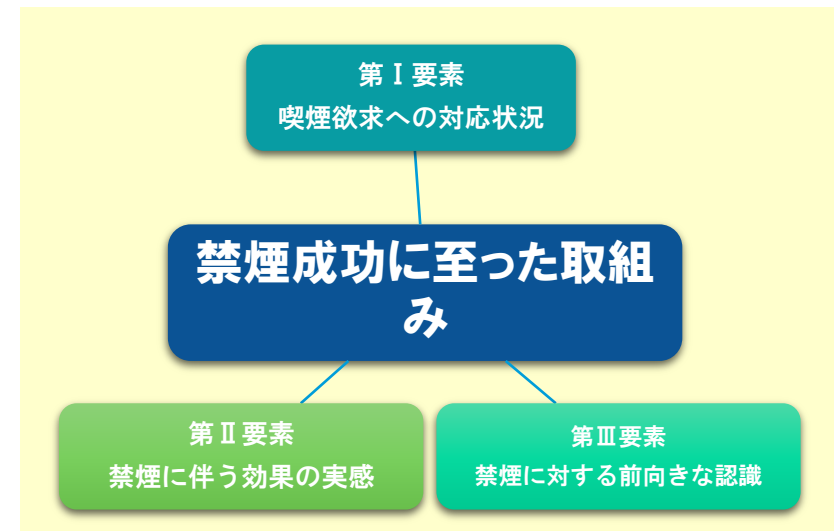 第Ⅰ要素
喫煙欲求への対応状況
禁煙成功に至った取組
み
第Ⅱ要素
禁煙に伴う効果の実感
第Ⅲ要素
禁煙に対する前向きな認識